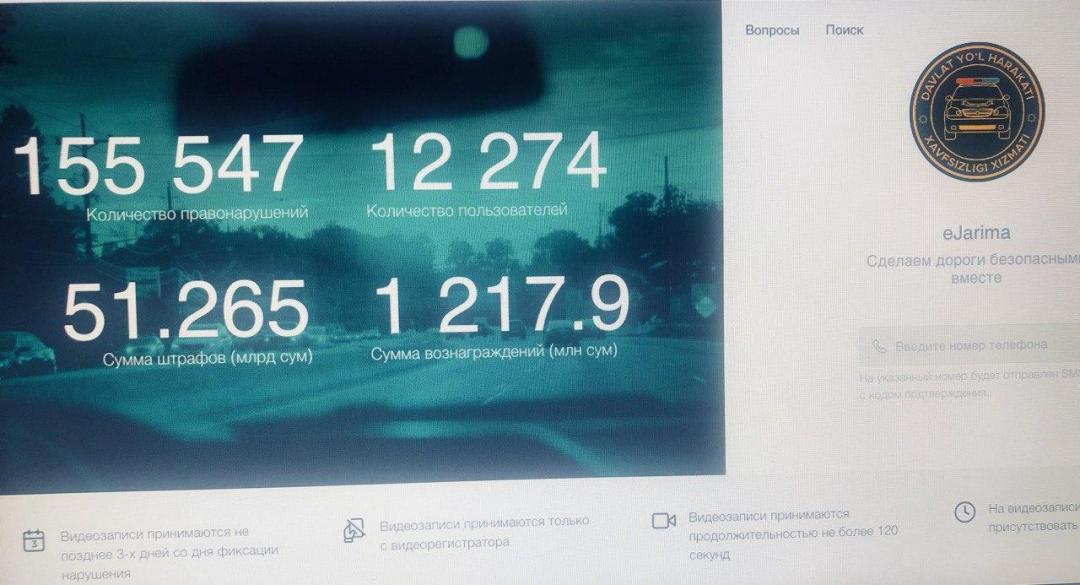 Вопросы Поиск
DAVLAT YO'L HARAKATI
XAVFSIZLIGI XIZMATI
155 547
Количество правонарушений
12 274
Количество пользователей
51.265
Сумма штрафов (млрд сум)
1 217.9
Сумма вознаграждений (млн сум)
eJarima
Сделаем дороги безопасными
вместе
Введите номер телефона
На указанный номер будет отправлен SMS
с кодом подтверждения.
3
Видеозаписи принимаются не
позднее 3-х дней со дня фиксации
нарушения
Видеозаписи принимаются только
с видеорегистратора
Видеозаписи принимаются
продолжительностью не более 120
секунд
На видеозаписи
присутствовать